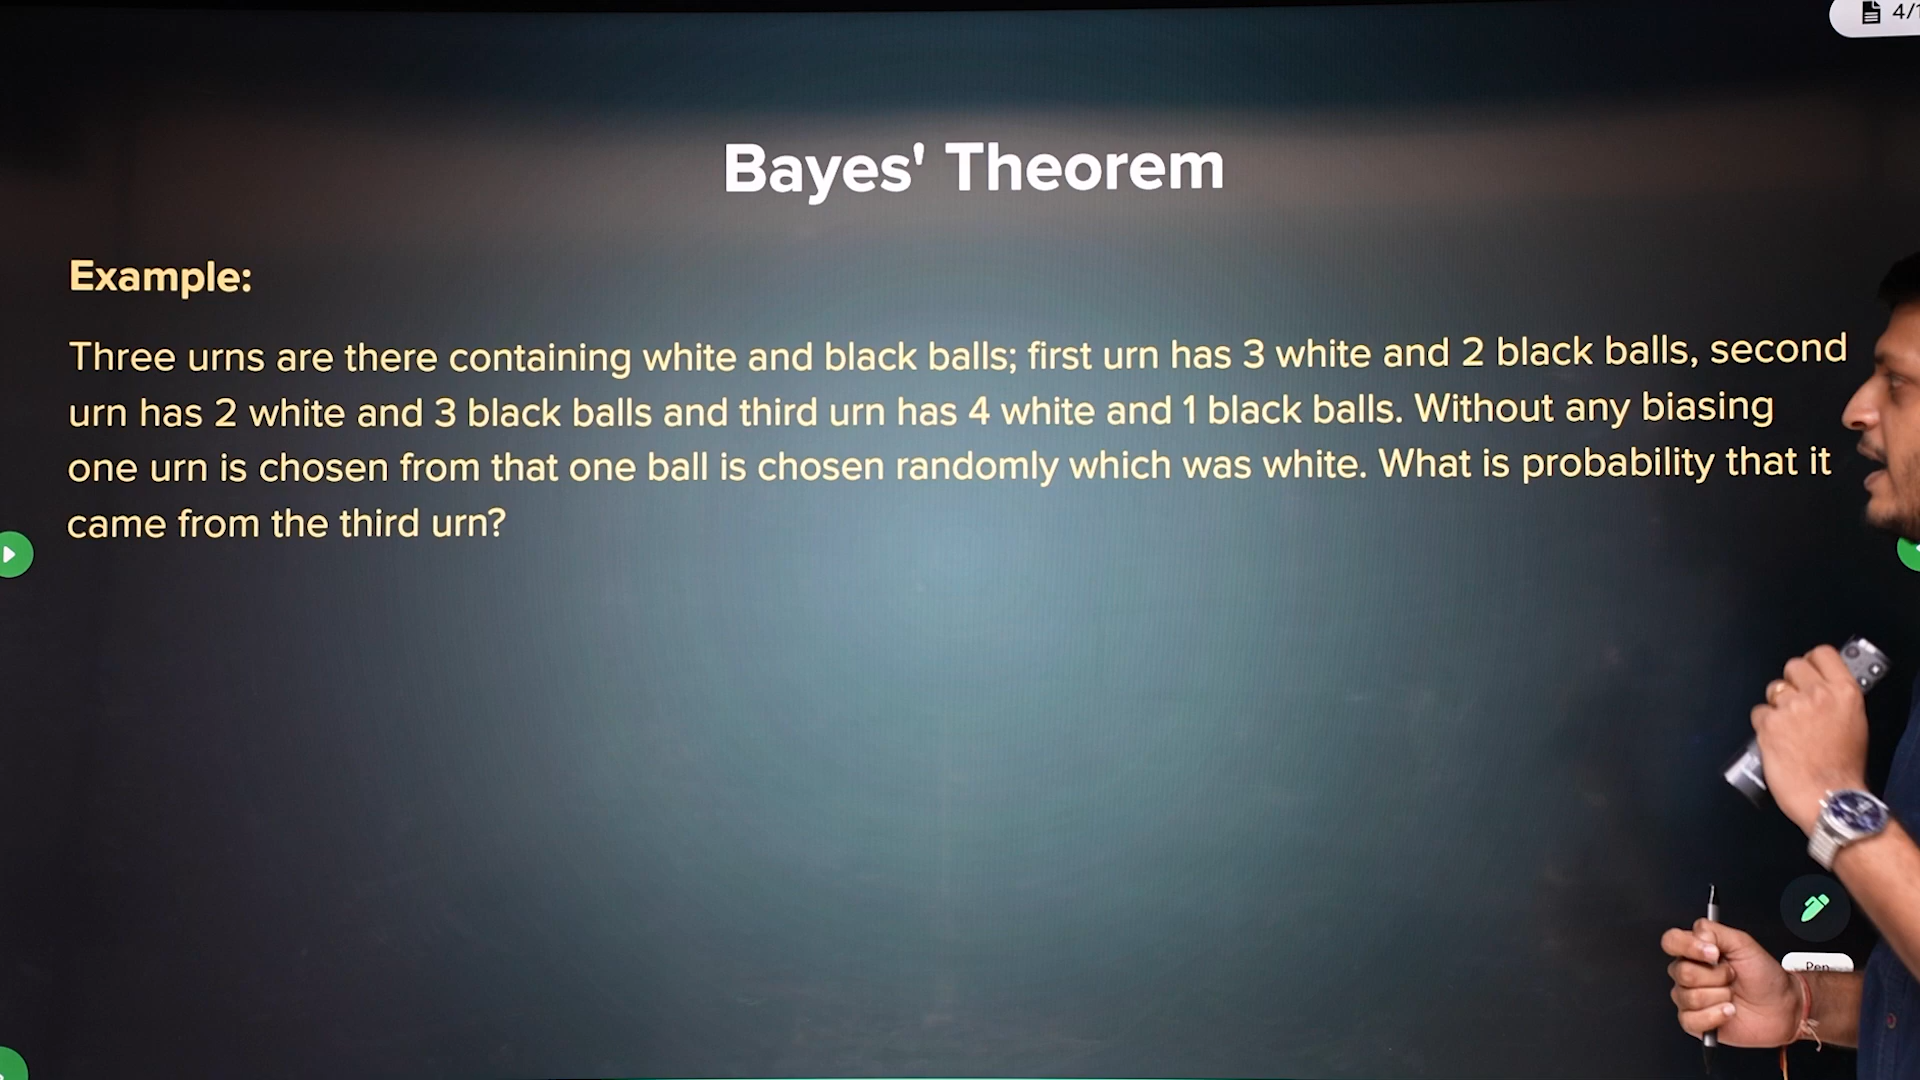 4/1
Bayes' Theorem
Example:
Three urns are there containing white and black balls; first urn has 3 white and 2 black balls, second
urn has 2 white and 3 black balls and third urn has 4 white and 1 black balls. Without any biasing
one urn is chosen from that one ball is chosen randomly which was white. What is probability that it
came from the third urn?
Pen